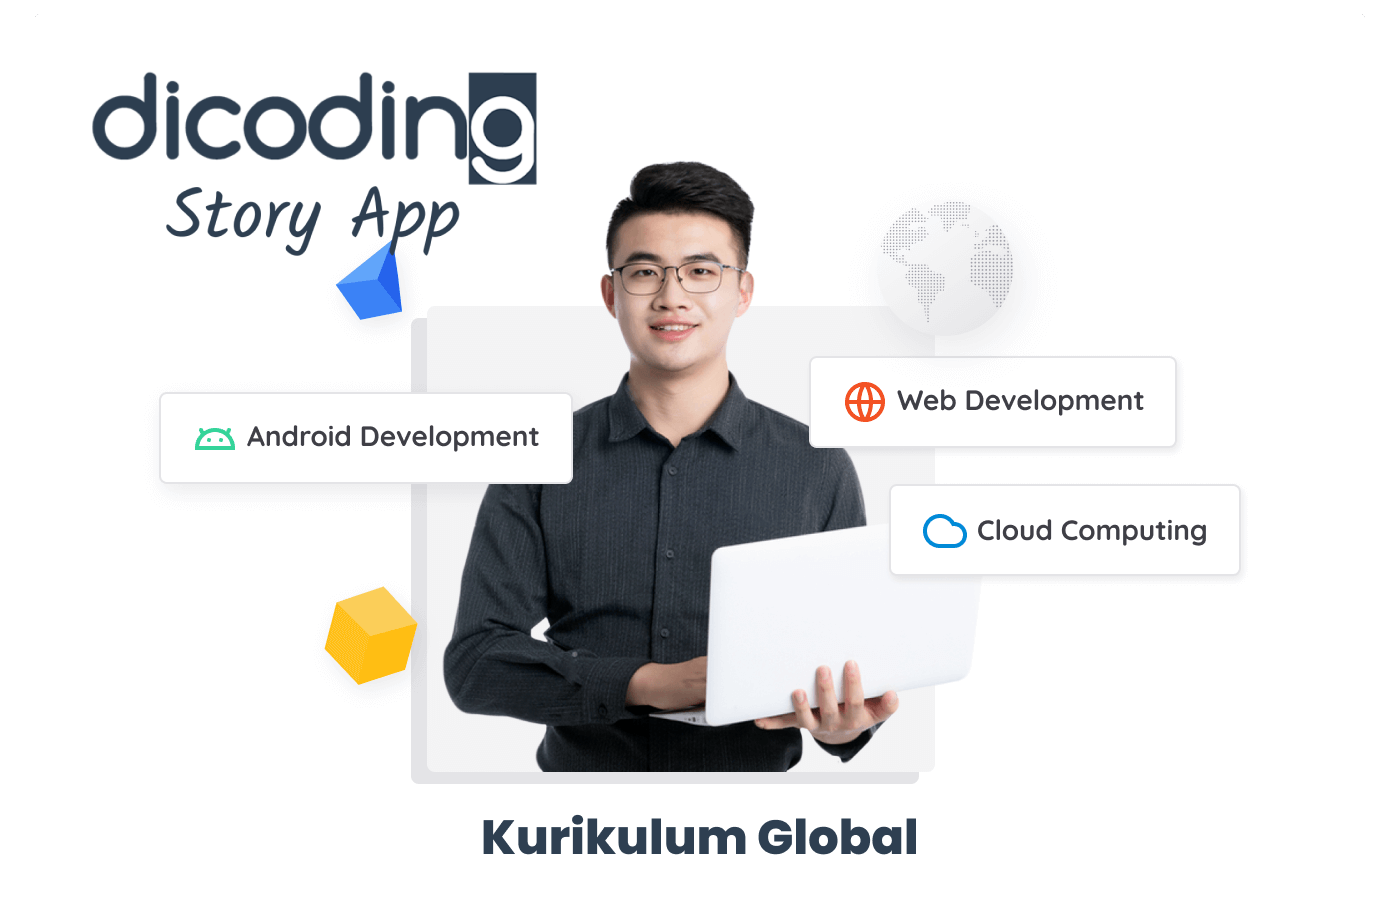 dicoding
Story App
Android Development
Web Development
Cloud Computing
Kurikulum Global